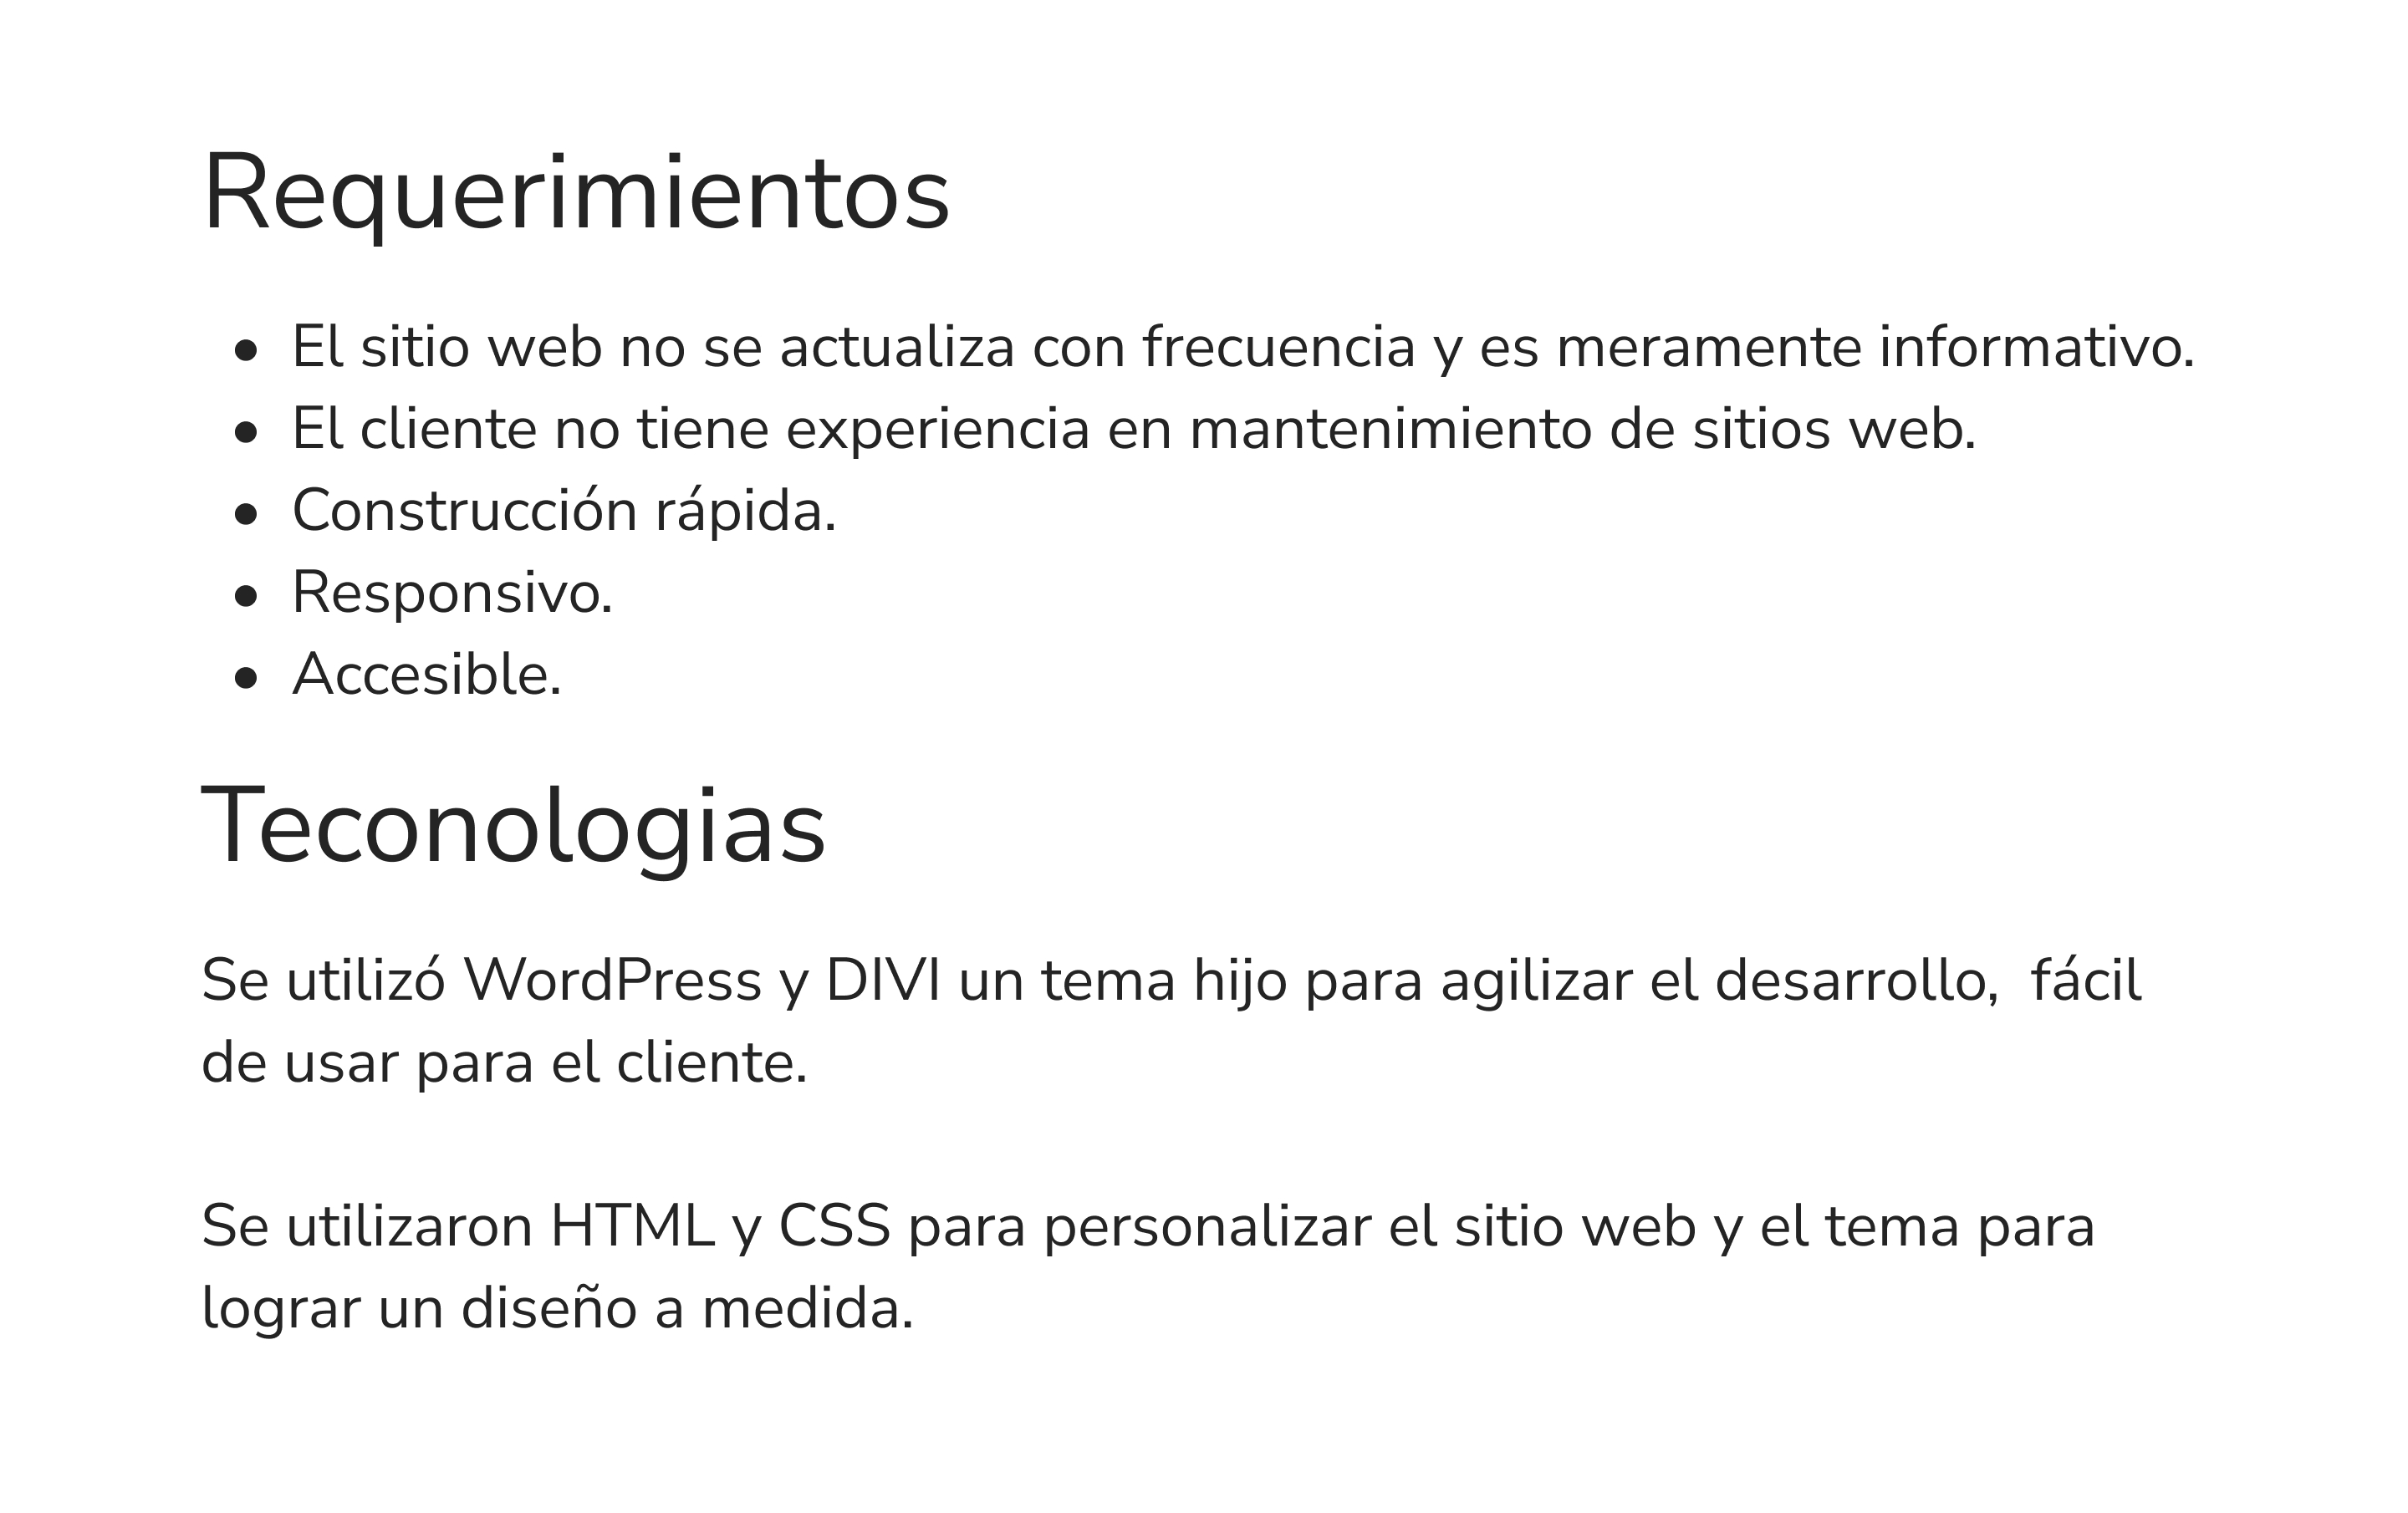 Requerimientos
● El sitio web no se actualiza con frecuencia y es meramente informativo.
● El cliente no tiene experiencia en mantenimiento de sitios web.
● Construcción rápida.
● Responsivo.
● Accesible.
Teconologias
Se utilizó WordPress y DIVI un tema hijo para agilizar el desarrollo,  fácil
de usar para el cliente.
Se utilizaron HTML y CSS para personalizar el sitio web y el tema para
lograr un diseño a medida.